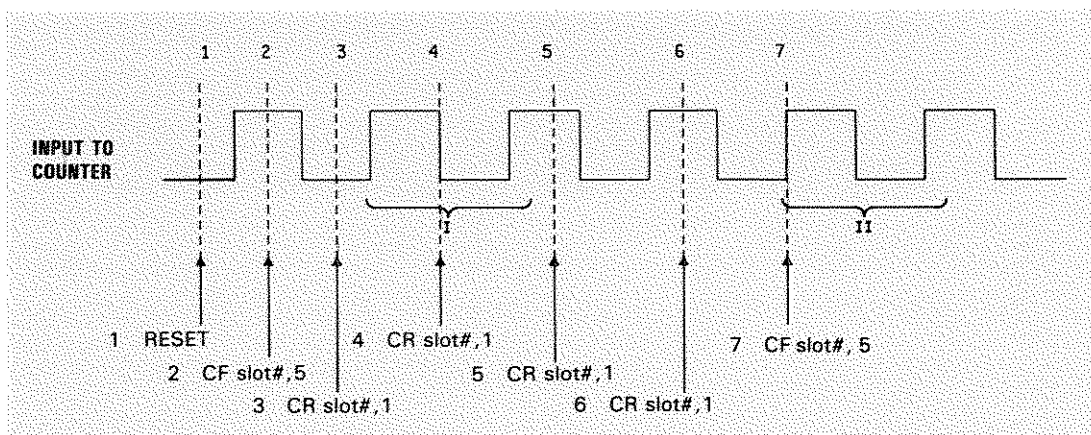 1 2 3 4 5 6 7
INPUT TO
COUNTER
I
II
1 RESET
4 CR slot#,1
7 CF slot#, 5
2 CF slot#,5
5 CR slot#,1
3 CR slot#,1
6 CR slot#,1